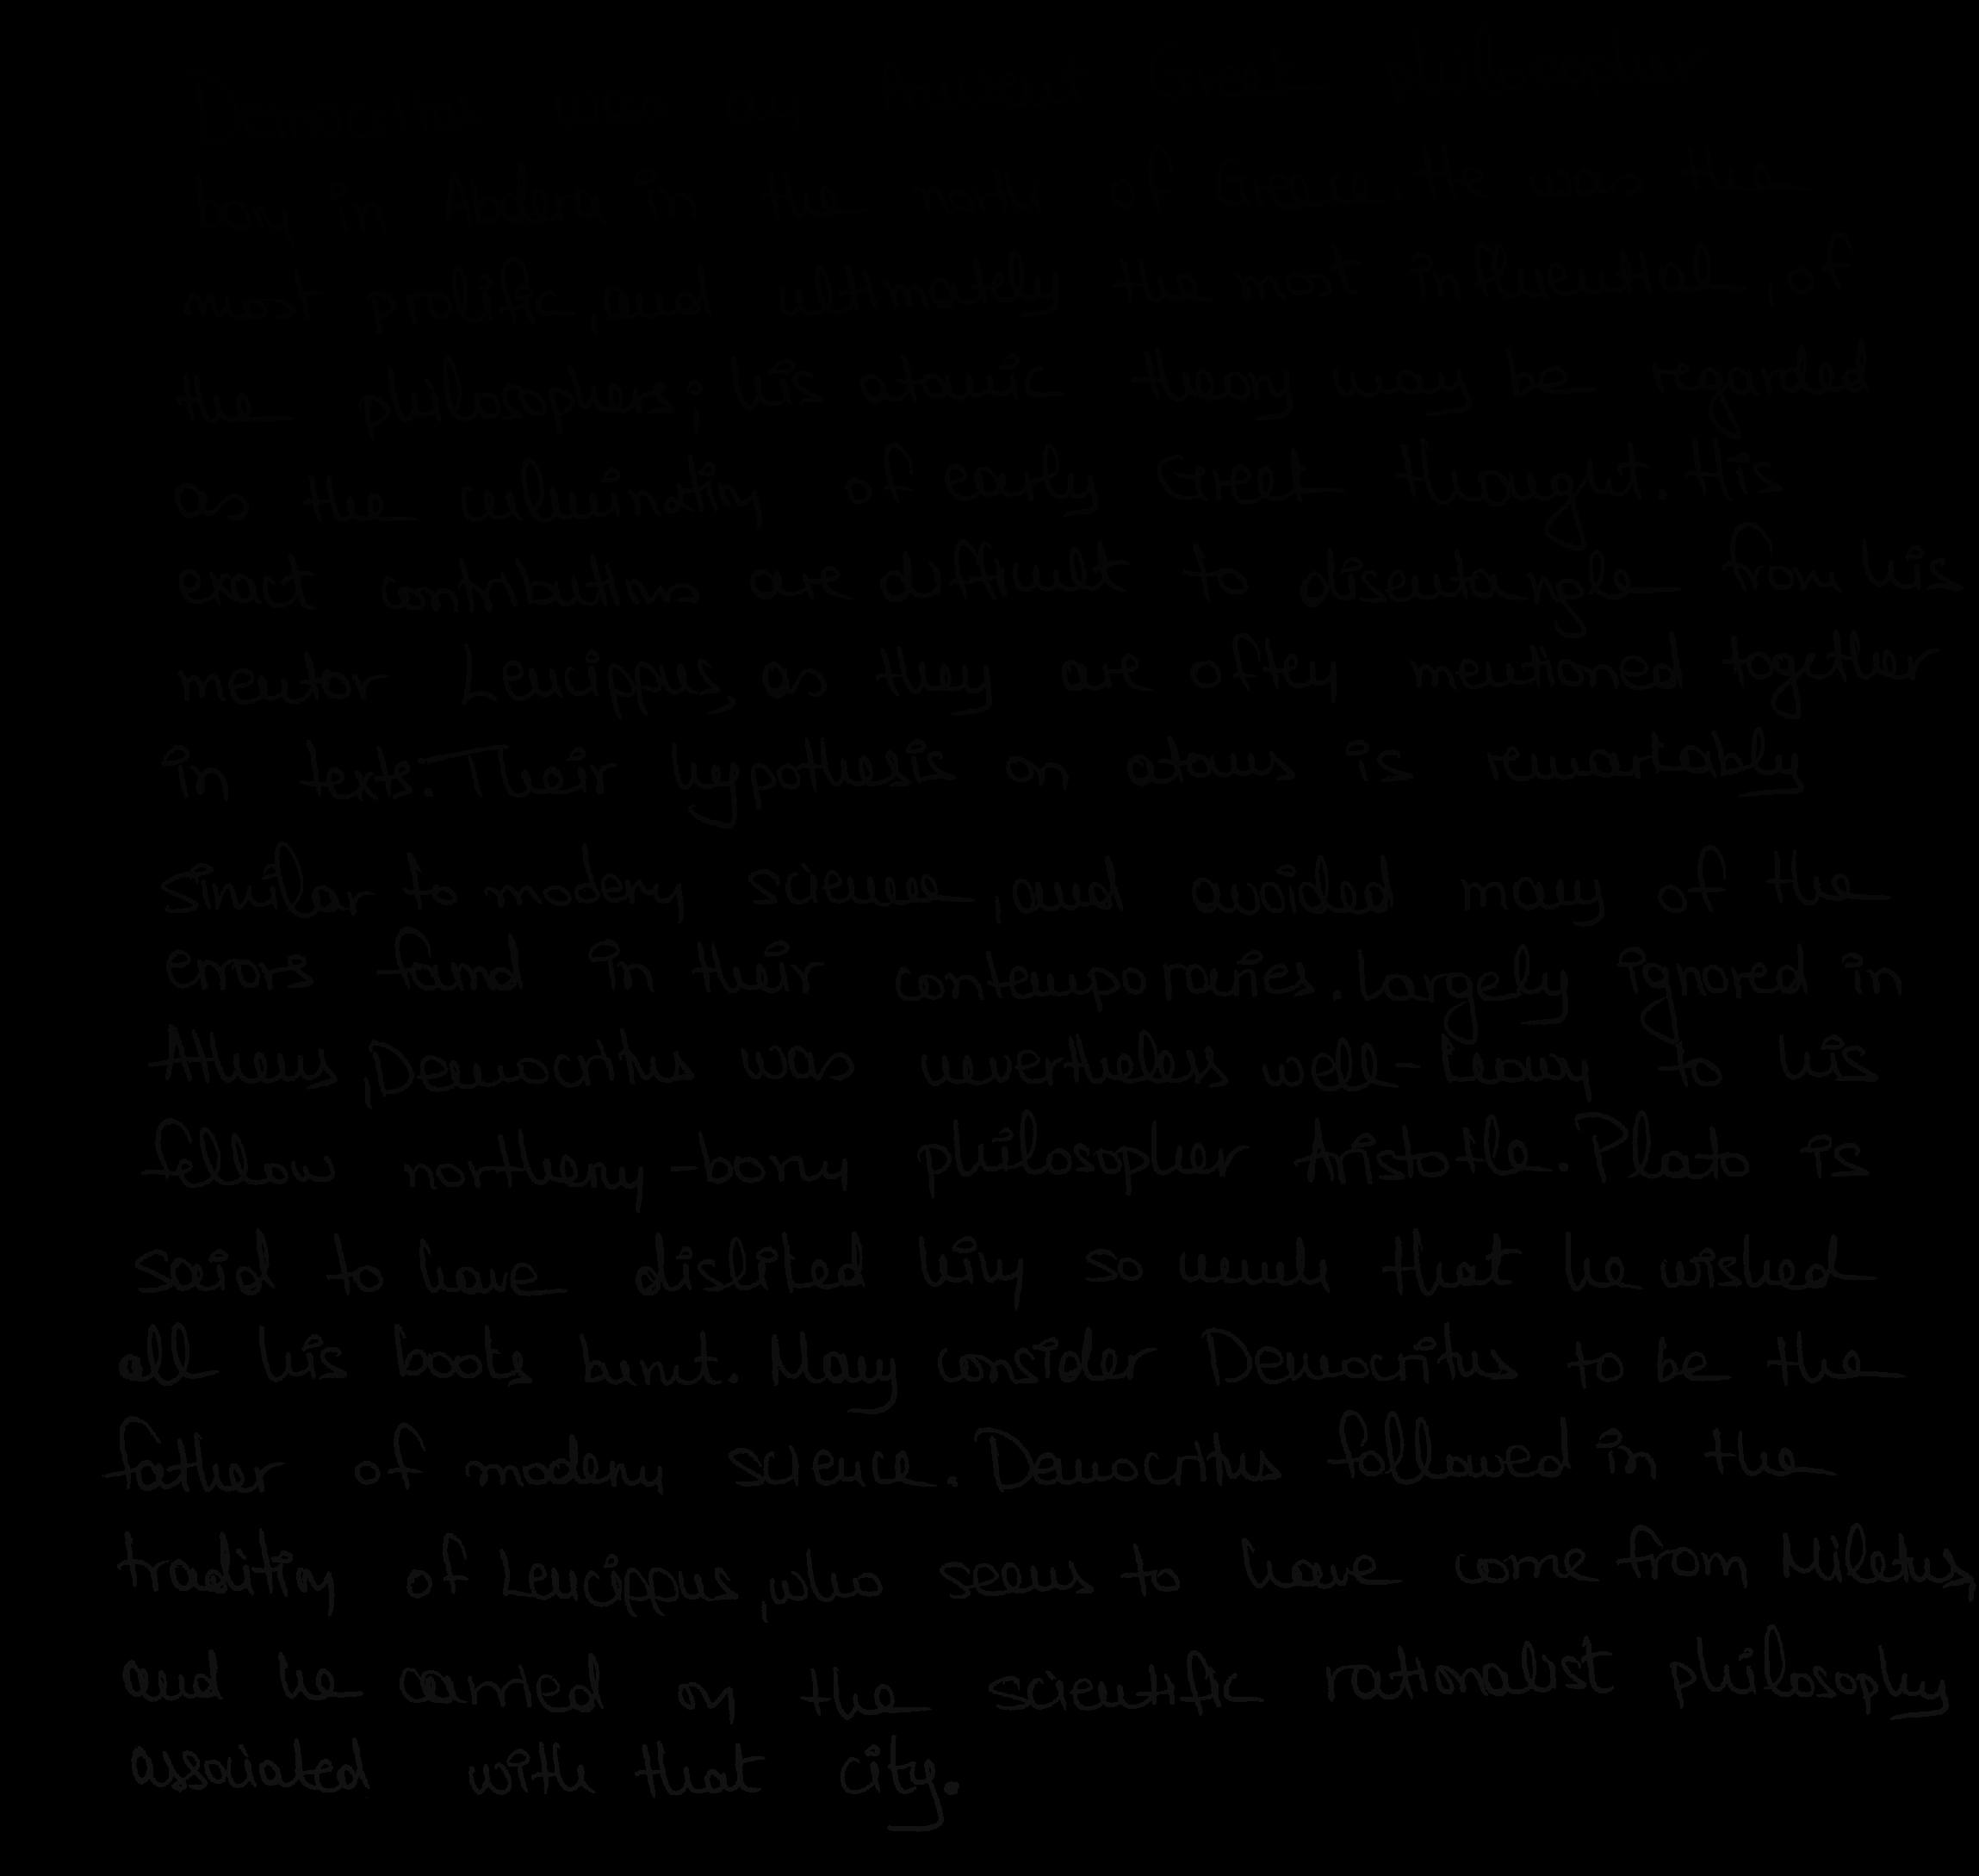 Democritus was an Ancient Greek philosopher
born in Abdera in the north of Greece. He was the
most prolific, and ultimately the most influential, of
the philosophers; his atomic theory may be regarded
as the culmination of early Greek thought. His
exact contributions are difficult to disentangle from his
mentor Leucippus, as they are often mentioned together
in texts. Their hypothesis on atoms is remarkably
similar to modern science, and avoided many of the
errors found in their contemporaries. Largely ignored in
Athens, Democritus was nevertheless well-known to his
fellow northern-born philosopher Aristotle. Plato is
said to have disliked him so much that he wished
all his books burnt. Many consider Democritus to be the
father of modern science. Democritus followed in the
tradition of Leucippus, who seems to have come from Miletus,
and he carried on the scientific rationalist philosophy
associated with that city.